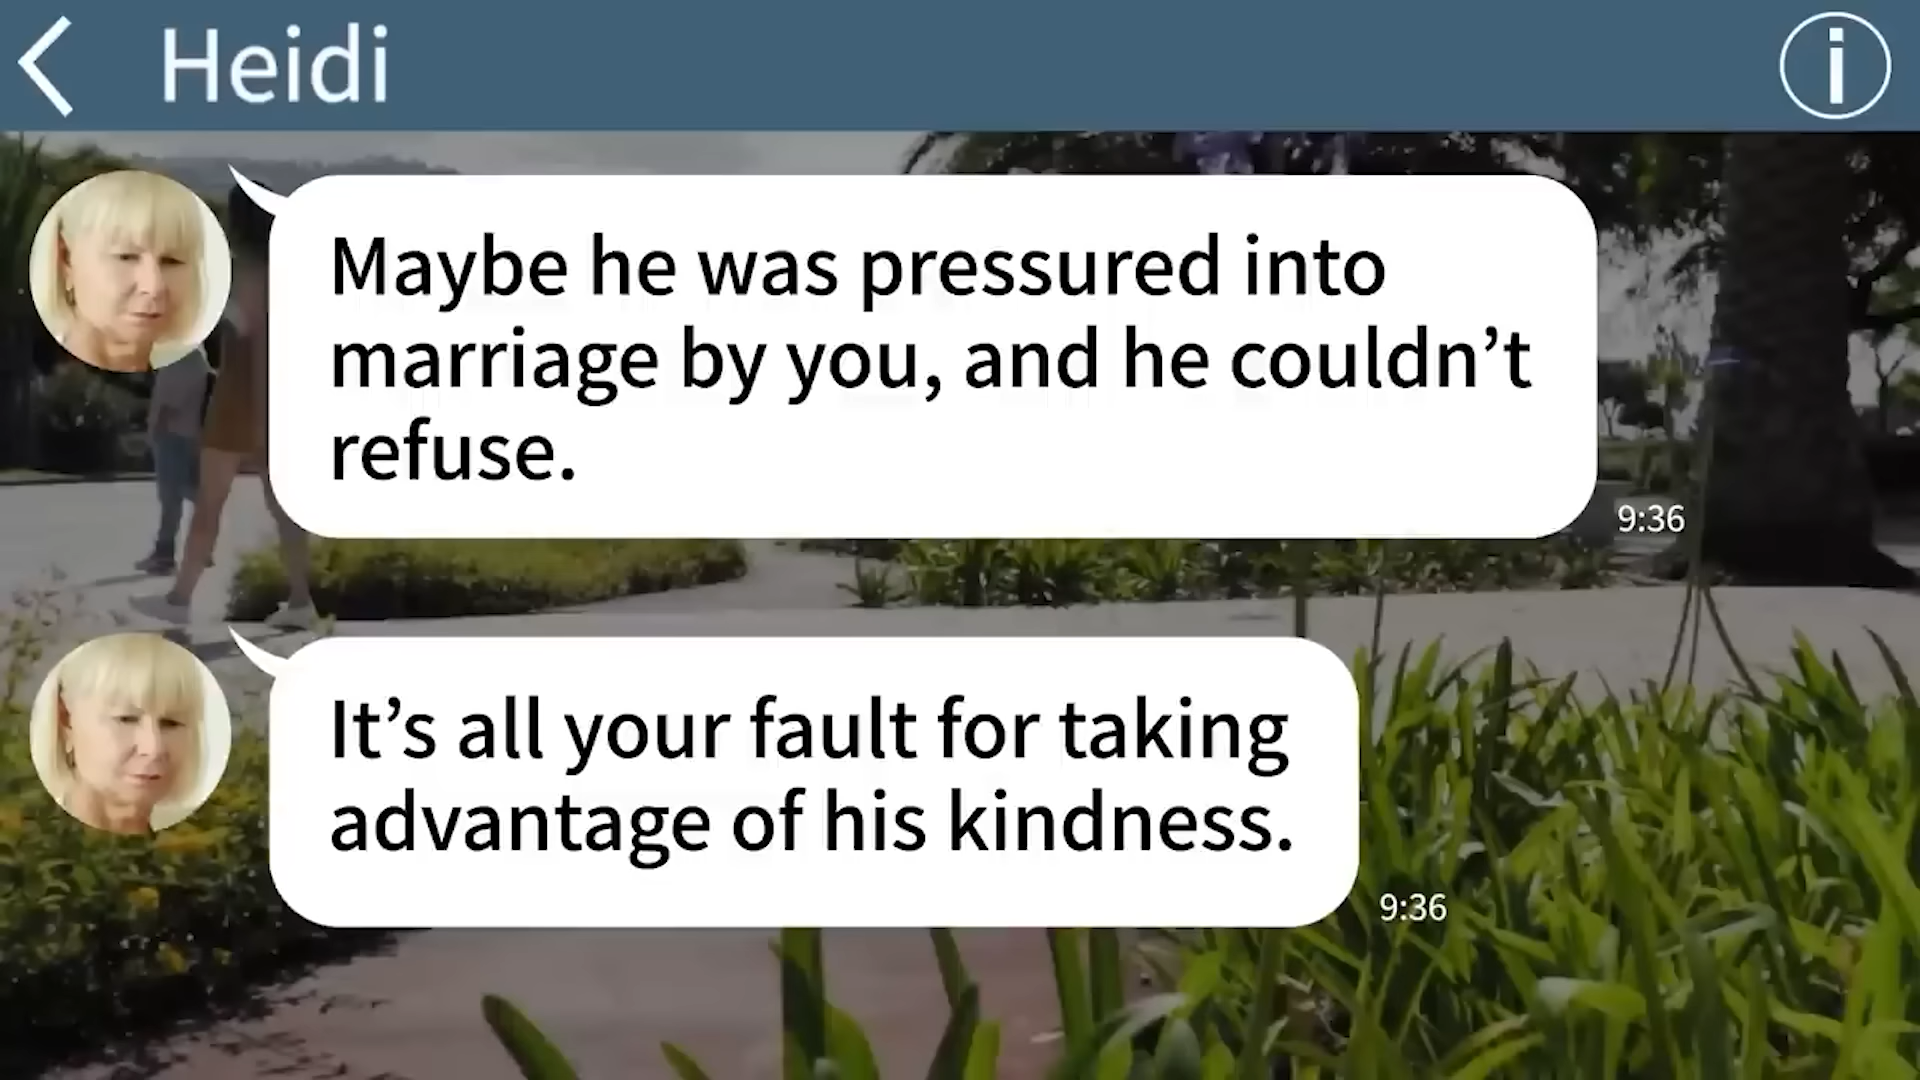 Heidi
Maybe he was pressured into
marriage by you, and he couldn’t
refuse.
9:36
It’s all your fault for taking
advantage of his kindness.
9:36